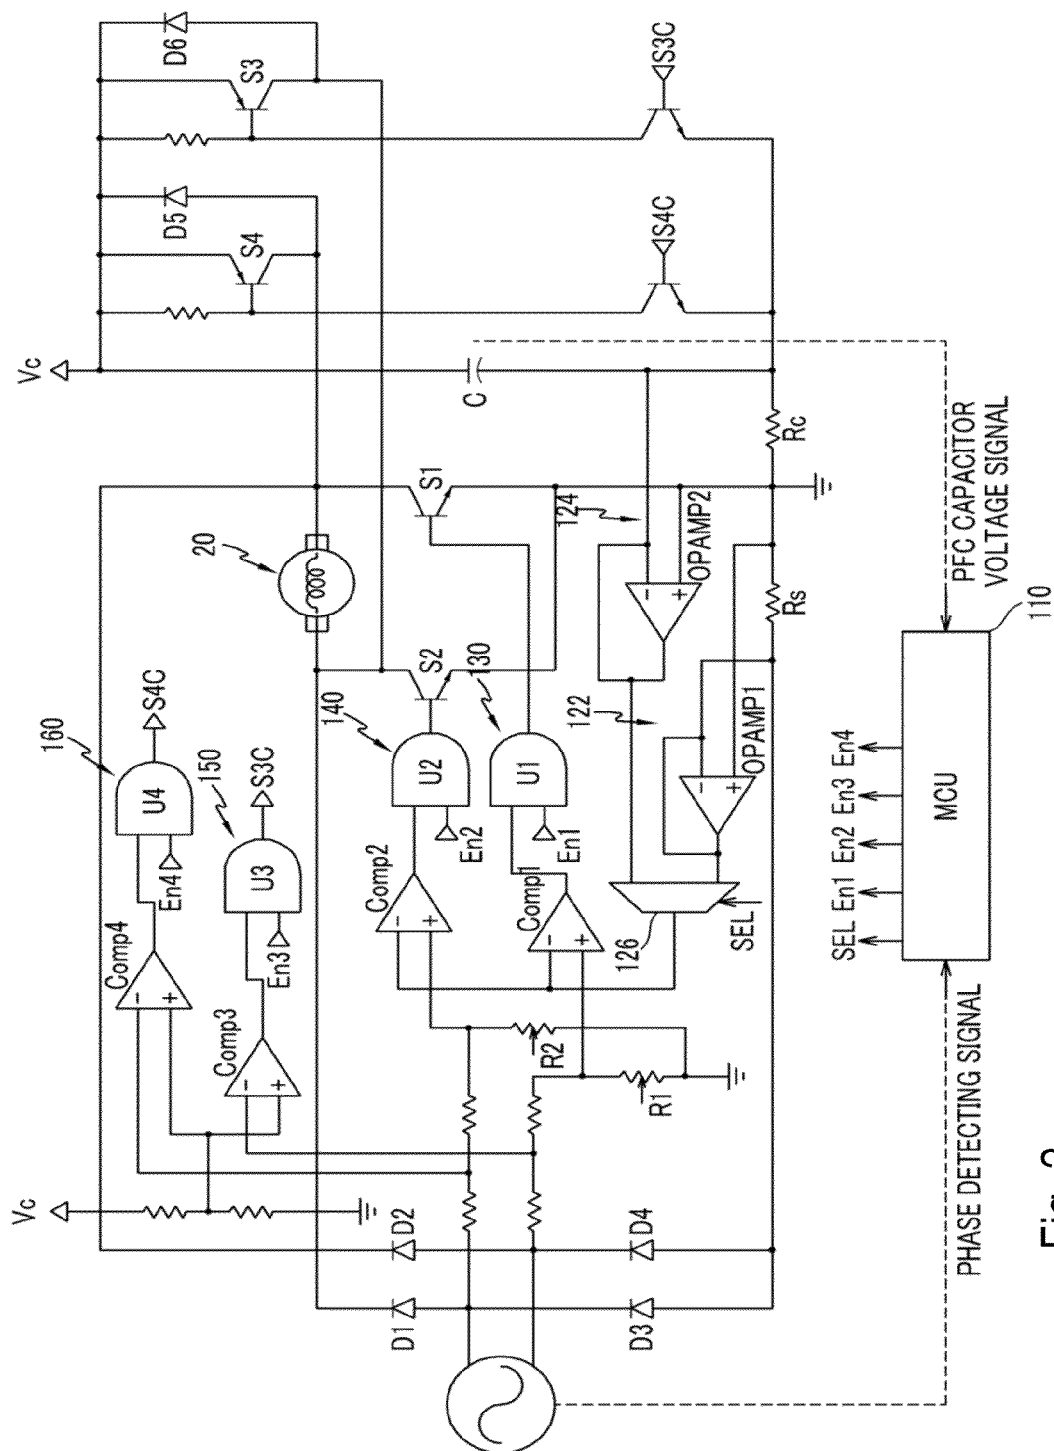 Vc
D6
S3
D5
S4
S3C
S4C
Vc
C
Rc
20
S1
124
OPAMP2
Rs
PFC CAPACITOR
VOLTAGE SIGNAL
110
160
S4C
U4
En4
150
S3C
U3
En3
140
S2
U2
En2
130
U1
En1
122
OPAMP1
Comp4
Comp3
Comp2
Comp1
126
SEL
SEL
En1
En2
En3
En4
MCU
R2
R1
Vc
D2
D4
D1
D3
PHASE DETECTING SIGNAL